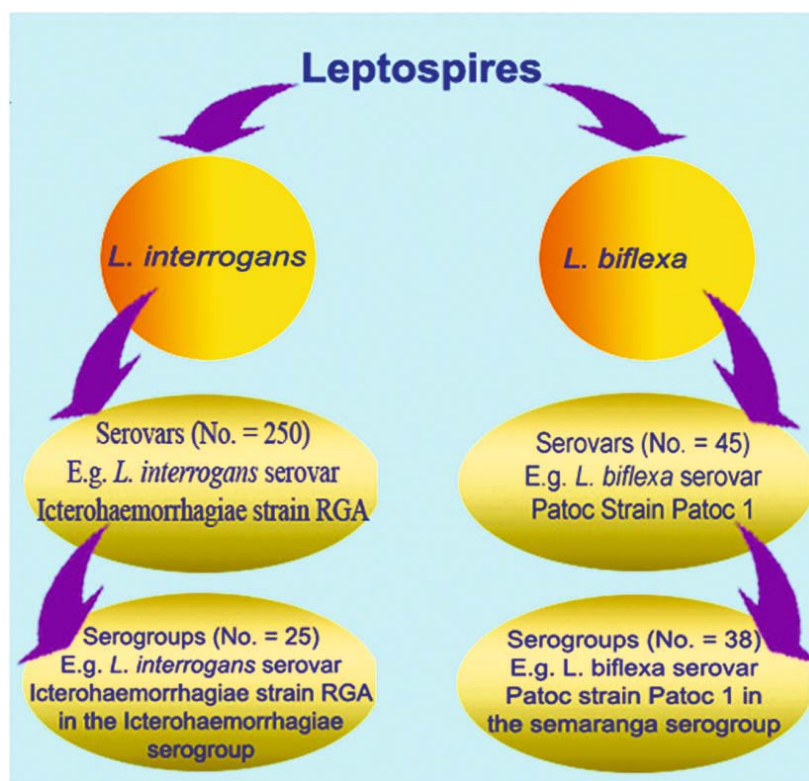 Leptospires
L. interrogans
L. biflexa
Serovars (No. = 250)
E.g. L. interrogans serovar
Icterohaemorrhagiae strain RGA
Serovars (No. = 45)
E.g. L. biflexa serovar
Patoc Strain Patoc 1
Serogroups (No. = 25)
E.g. L. interrogans serovar
Icterohaemorrhagiae strain RGA
in the Icterohaemorrhagiae
serogroup
Serogroups (No. = 38)
E.g. L. biflexa serovar
Patoc strain Patoc 1 in
the semaranga serogroup